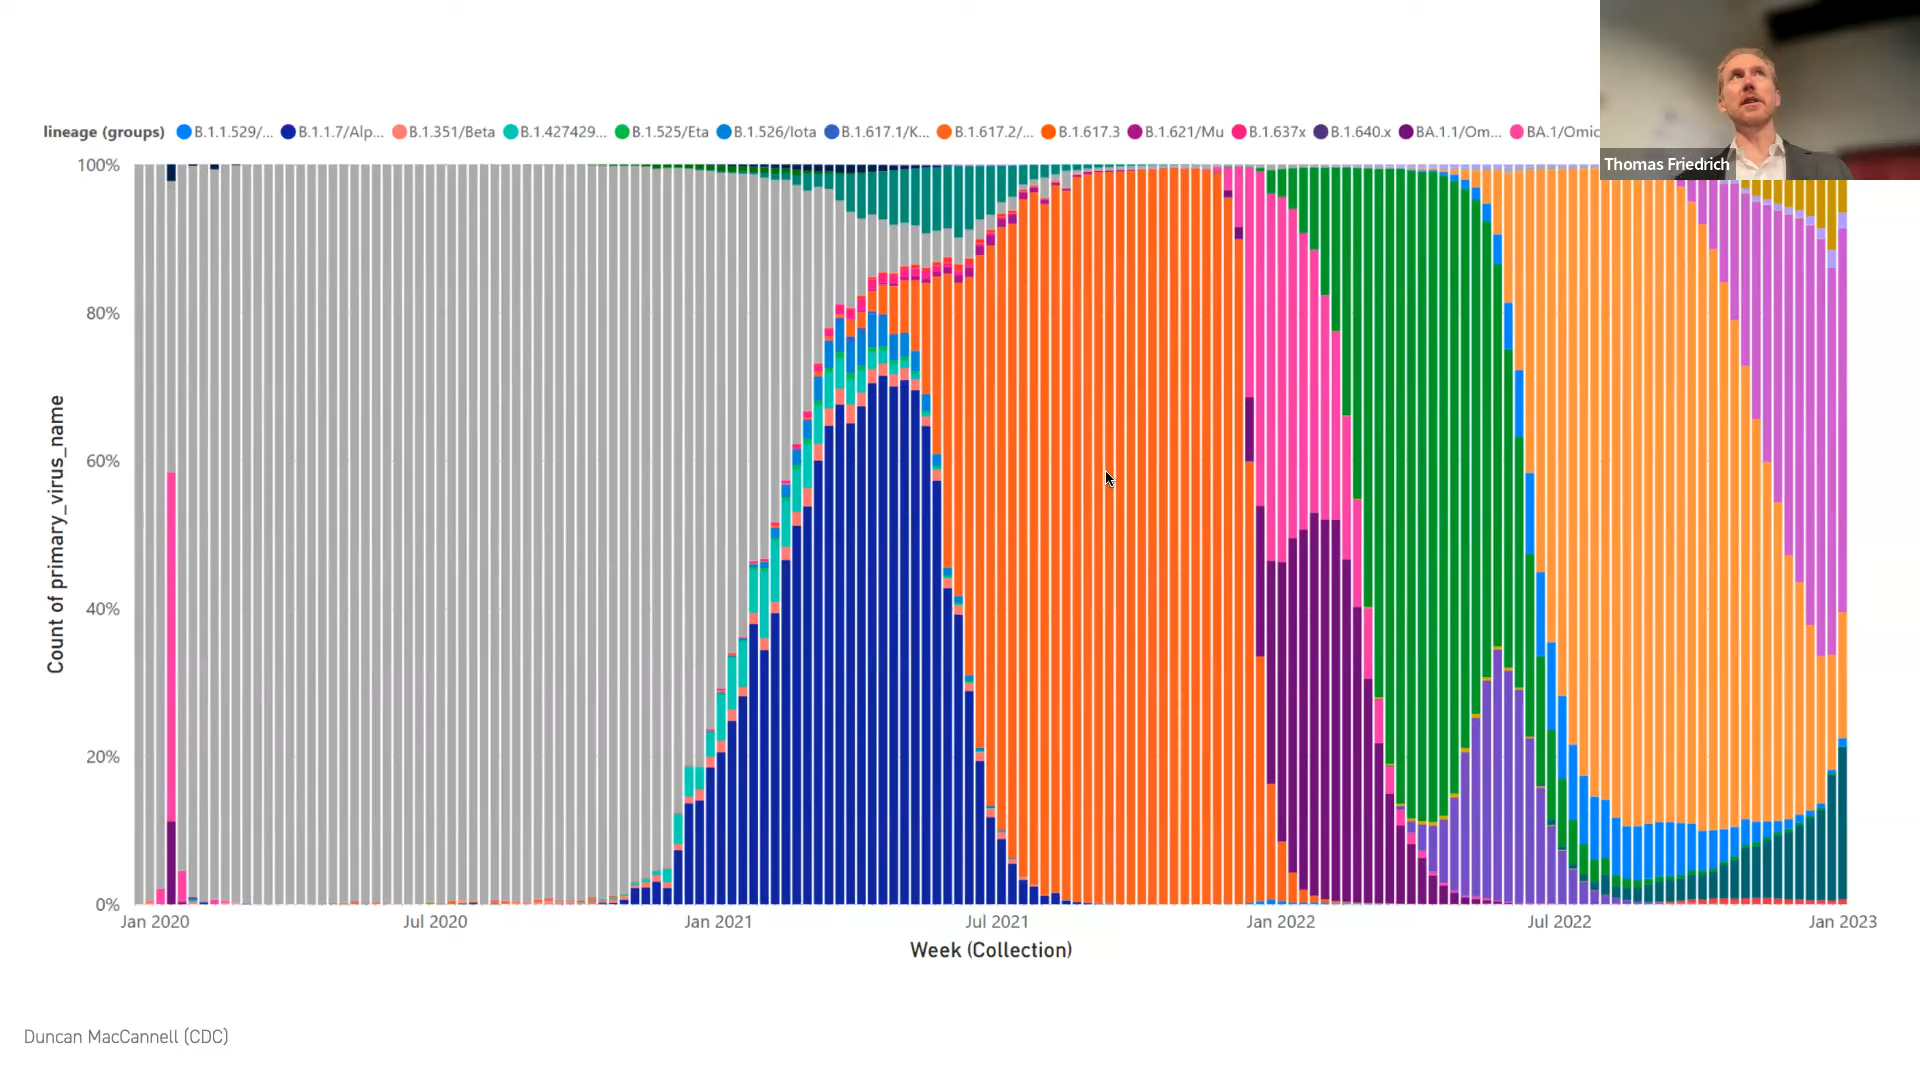 lineage (groups) B.1.1.529/... B.1.1.7/Alp... B.1.351/Beta B.1.427429... B.1.525/Eta B.1.526/Iota B.1.617.1/K... B.1.617.2/... B.1.617.3 B.1.621/Mu B.1.637x B.1.640.x BA.1.1/Om... BA.1/Omic
Thomas Friedrich
100%
80%
60%
40%
20%
0%
Count of primary_virus_name
Jan 2020 Jul 2020 Jan 2021 Jul 2021 Jan 2022 Jul 2022 Jan 2023
Week (Collection)
Duncan MacCannell (CDC)